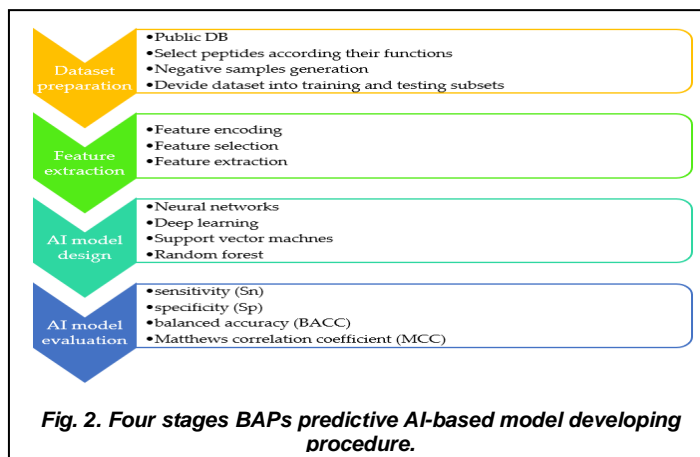 Dataset
preparation
•Public DB
•Select peptides according their functions
•Negative samples generation
•Devide dataset into training and testing subsets
Feature
extraction
•Feature encoding
•Feature selection
•Feature extraction
AI model
design
•Neural networks
•Deep learning
•Support vector machnes
•Random forest
AI model
evaluation
•sensitivity (Sn)
•specificity (Sp)
•balanced accuracy (BACC)
•Matthews correlation coefficient (MCC)
Fig. 2. Four stages BAPs predictive AI-based model developing
procedure.